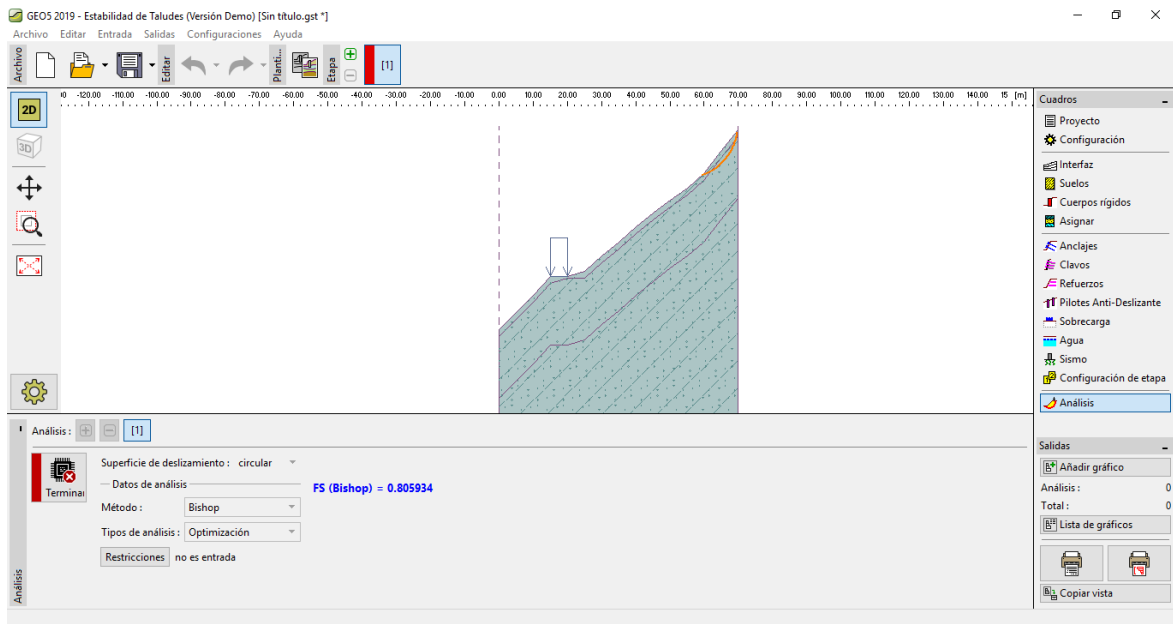 GEO5 2019 - Estabilidad de Taludes (Versión Demo) [Sin título.gst *]
Archivo Editar Entrada Salidas Configuraciones Ayuda
Archivo
Editar
Planti...
Etapa
[1]
2D
3D
0 -120.00 -110.00 -100.00 -90.00 -80.00 -70.00 -60.00 -50.00 -40.00 -30.00 -20.00 -10.00 0.00 10.00 20.00 30.00 40.00 50.00 60.00 70.00 80.00 90.00 100.00 110.00 120.00 130.00 140.00 15 [m]
Cuadros
Proyecto
Configuración
Interfaz
Suelos
Cuerpos rígidos
Asignar
Anclajes
Clavos
Refuerzos
Pilotes Anti-Deslizante
Sobrecarga
Agua
Sismo
Configuración de etapa
Análisis
Análisis : [1]
Terminar
Superficie de deslizamiento : circular
Datos de análisis
Método : Bishop
Tipos de análisis : Optimización
Restricciones no es entrada
FS (Bishop) = 0.805934
Análisis
Salidas
Añadir gráfico
Análisis : 0
Total : 0
Lista de gráficos
Copiar vista